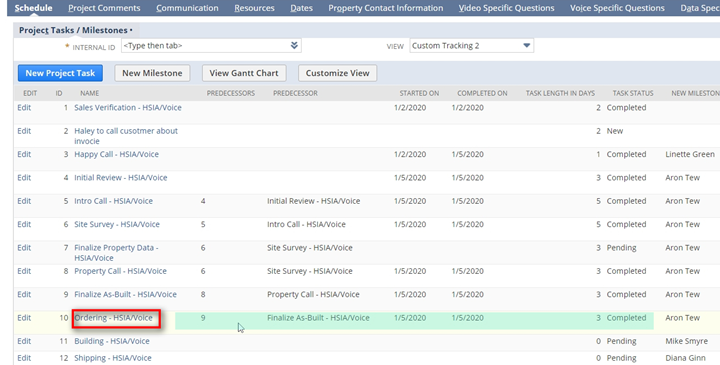 Schedule Project Comments Communication Resources Dates Property Contact Information Video Specific Questions Voice Specific Questions Data Spec
Project Tasks / Milestones •
* INTERNAL ID <Type then tab> VIEW Custom Tracking 2
New Project Task New Milestone View Gantt Chart Customize View
EDIT ID NAME PREDECESSORS PREDECESSOR STARTED ON COMPLETED ON TASK LENGTH IN DAYS TASK STATUS NEW MILESTON
Edit 1 Sales Verification - HSIA/Voice 1/2/2020 1/2/2020 2 Completed
Edit 2 Haley to call cusotmer about 2 New
invocie
Edit 3 Happy Call - HSIA/Voice 1/2/2020 1/5/2020 1 Completed Linette Green
Edit 4 Initial Review - HSIA/Voice 1/5/2020 1/5/2020 3 Completed Aron Tew
Edit 5 Intro Call - HSIA/Voice 4 Initial Review - HSIA/Voice 1/5/2020 1/5/2020 5 Completed Aron Tew
Edit 6 Site Survey - HSIA/Voice 5 Intro Call - HSIA/Voice 1/5/2020 1/5/2020 5 Completed Aron Tew
Edit 7 Finalize Property Data - 6 Site Survey - HSIA/Voice 3 Pending Aron Tew
HSIA/Voice
Edit 8 Property Call - HSIA/Voice 6 Site Survey - HSIA/Voice 1/5/2020 1/5/2020 3 Completed Aron Tew
Edit 9 Finalize As-Built - HSIA/Voice 8 Property Call - HSIA/Voice 1/5/2020 1/5/2020 3 Completed Aron Tew
Edit 10 Ordering - HSIA/Voice 9 Finalize As-Built - HSIA/Voice 1/5/2020 1/5/2020 3 Completed Aron Tew
Edit 11 Building - HSIA/Voice 0 Pending Mike Smyre
Edit 12 Shipping - HSIA/Voice 0 Pending Diana Ginn